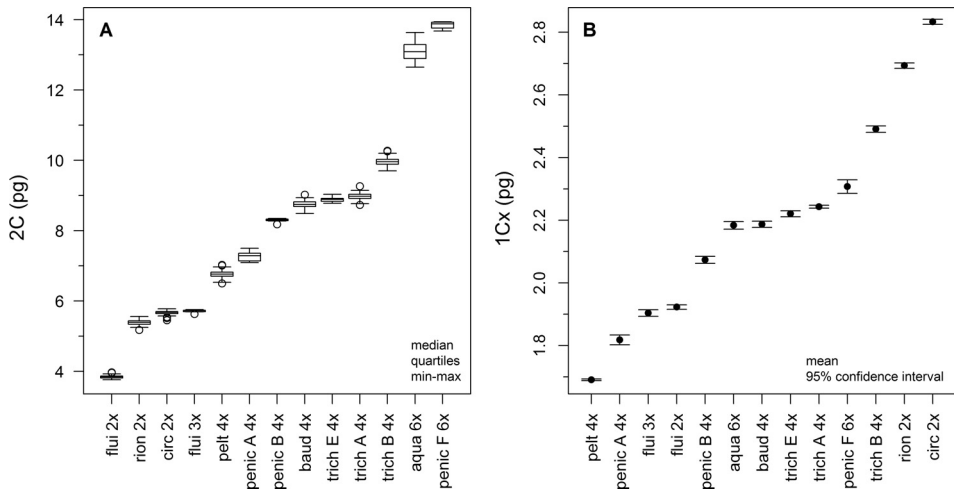 A
2C (pg)
14
12
10
8
6
4
median
quartiles
min-max
flui 2x
rion 2x
circ 2x
flui 3x
pelt 4x
penic A 4x
penic B 4x
baud 4x
trich E 4x
trich A 4x
trich B 4x
aqua 6x
penic F 6x
B
1Cx (pg)
2.8
2.6
2.4
2.2
2.0
1.8
mean
95% confidence interval
pelt 4x
penic A 4x
flui 3x
flui 2x
penic B 4x
aqua 6x
baud 4x
trich E 4x
trich A 4x
penic F 6x
trich B 4x
rion 2x
circ 2x